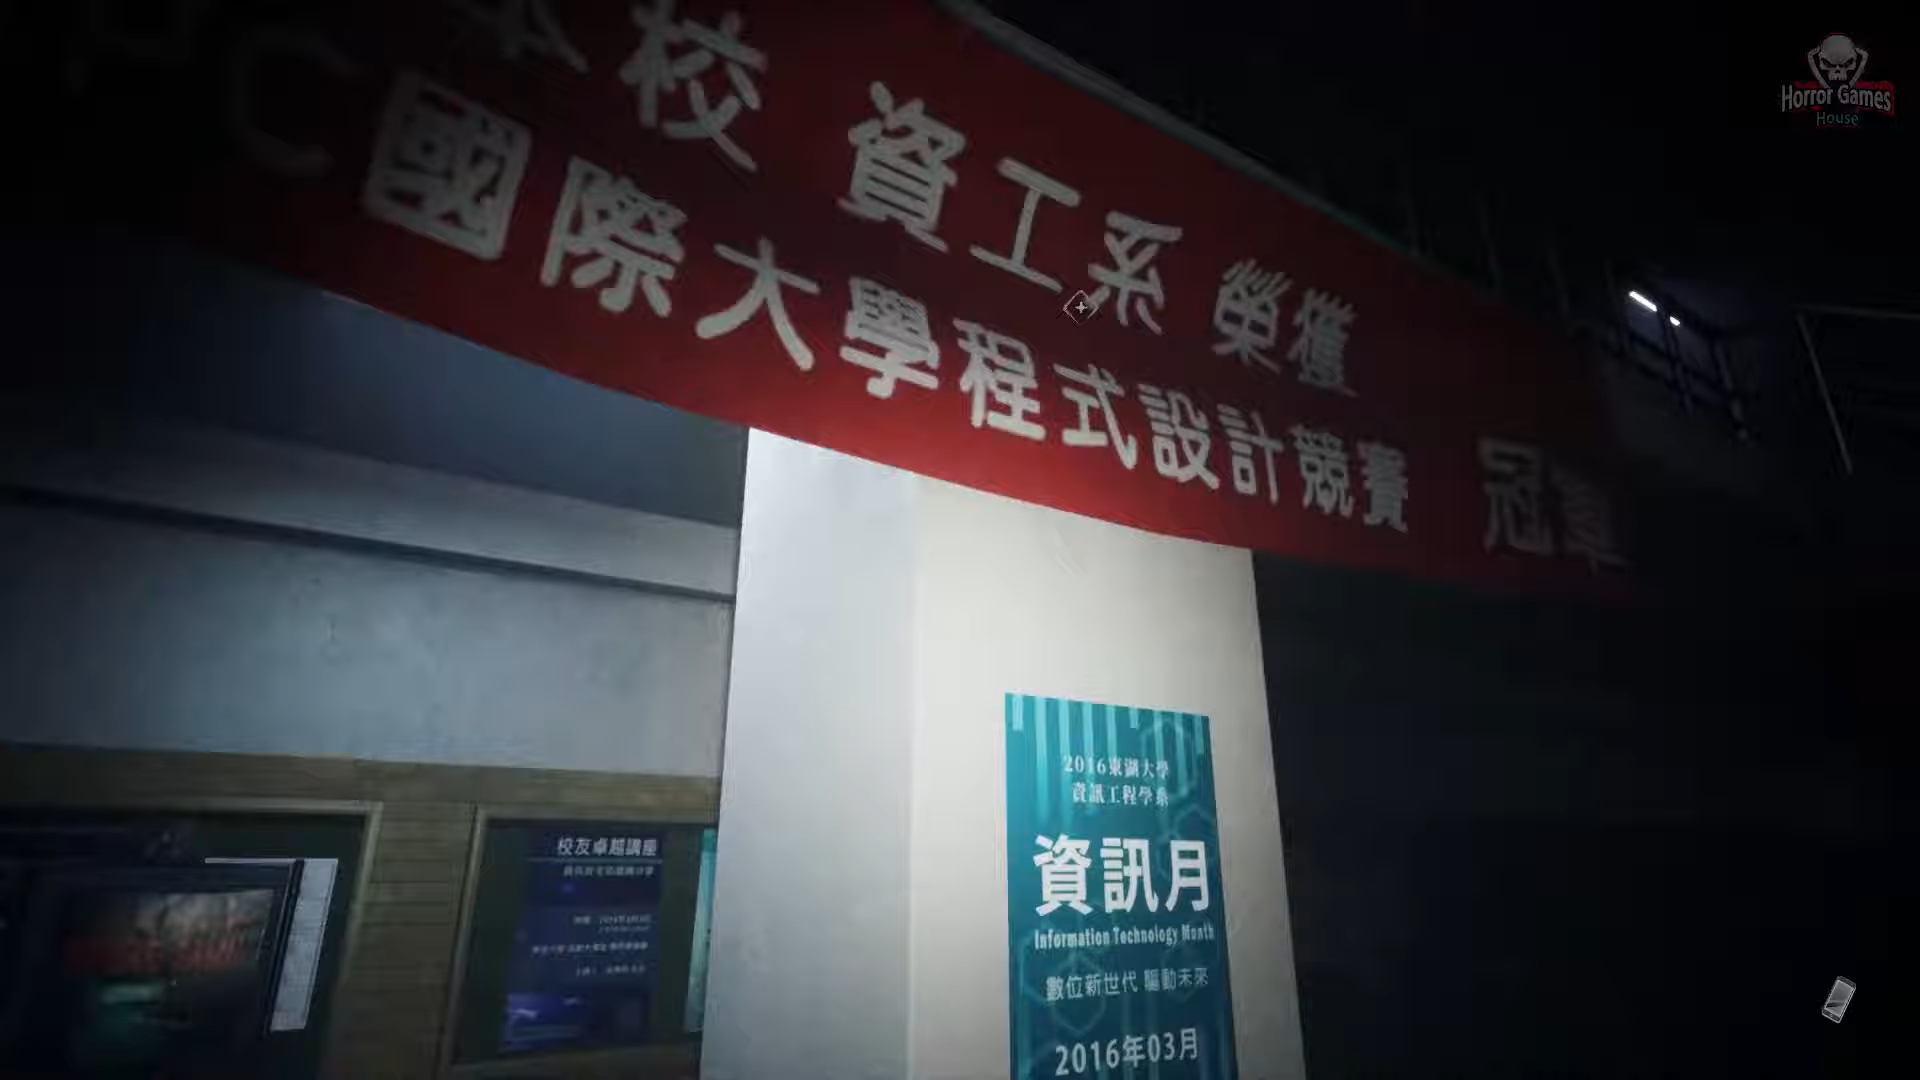 校 資工系 榮獲
C國際大學程式設計競賽 冠軍
Horror Games
House
2016東湖大學
資訊工程學系
資訊月
Information Technology Month
數位新世代 驅動未來
2016年03月
校友卓越講座